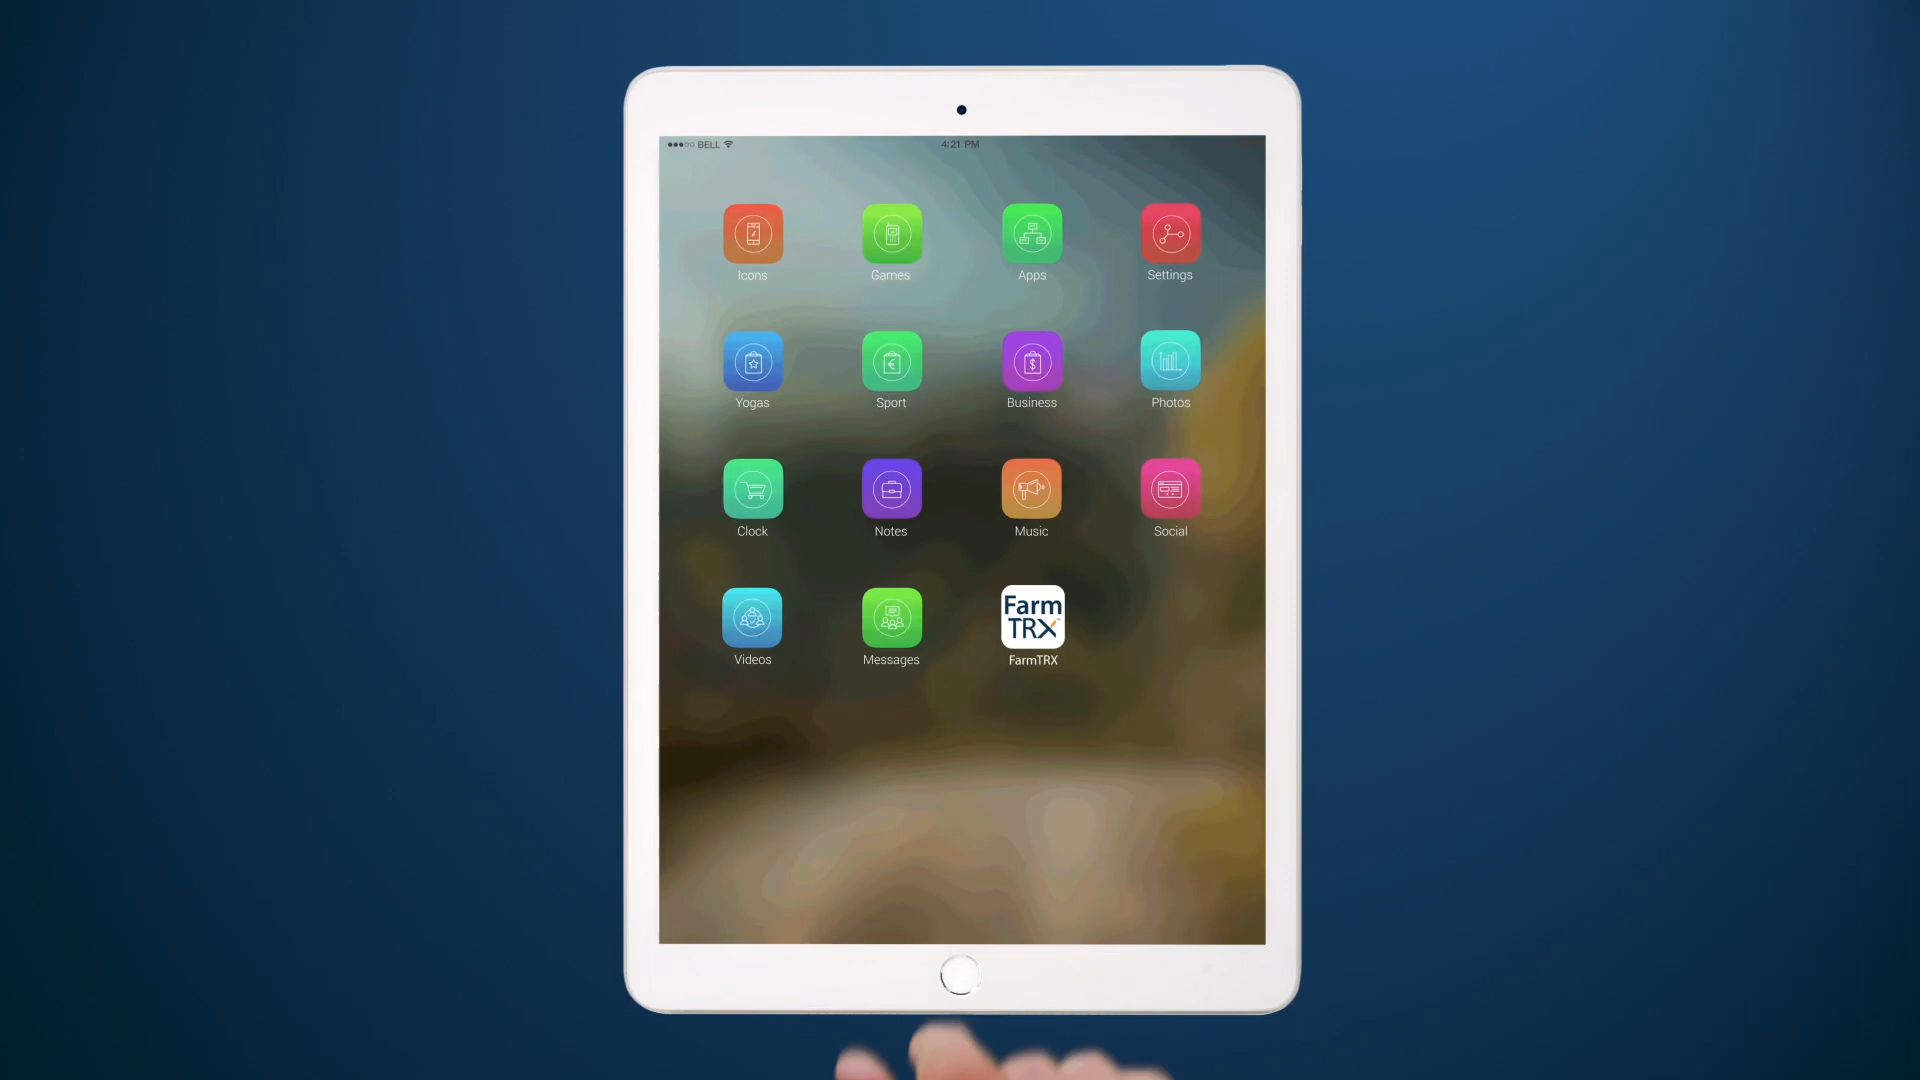 BELL
4:21 PM
Icons
Games
Apps
Settings
Yogas
Sport
Business
Photos
Clock
Notes
Music
Social
Videos
Messages
Farm
TRX
FarmTRX